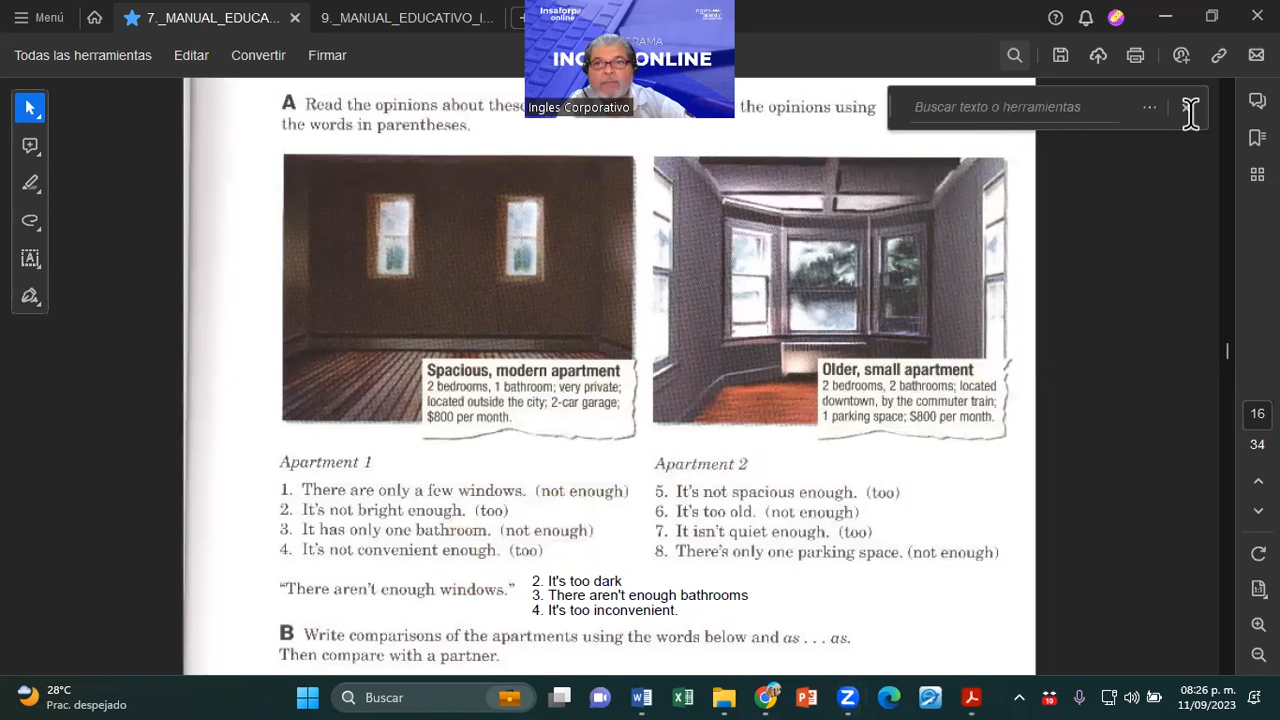 Menú
7._MANUAL_EDUCA...
9._MANUAL_EDUCATIVO_I...
Insaforp
online
INGLES ONLINE
Ingles Corporativo
Todas las herramientas
Editar
Convertir
Firmar
Buscar texto o herramientas
A Read the opinions about these
the opinions using
the words in parentheses.
Spacious, modern apartment
2 bedrooms, 1 bathroom; very private;
located outside the city; 2-car garage;
$800 per month.
Older, small apartment
2 bedrooms, 2 bathrooms; located
downtown, by the commuter train;
1 parking space; $800 per month.
Apartment 1
1. There are only a few windows. (not enough)
2. It's not bright enough. (too)
3. It has only one bathroom. (not enough)
4. It's not convenient enough. (too)
Apartment 2
5. It's not spacious enough. (too)
6. It's too old. (not enough)
7. It isn't quiet enough. (too)
8. There's only one parking space. (not enough)
"There aren't enough windows."
2. It's too dark
3. There aren't enough bathrooms
4. It's too inconvenient.
B Write comparisons of the apartments using the words below and as . . . as.
Then compare with a partner.
16
34
28°C
Prc. despejado
Buscar
08:26 p. m.
11/09/2023